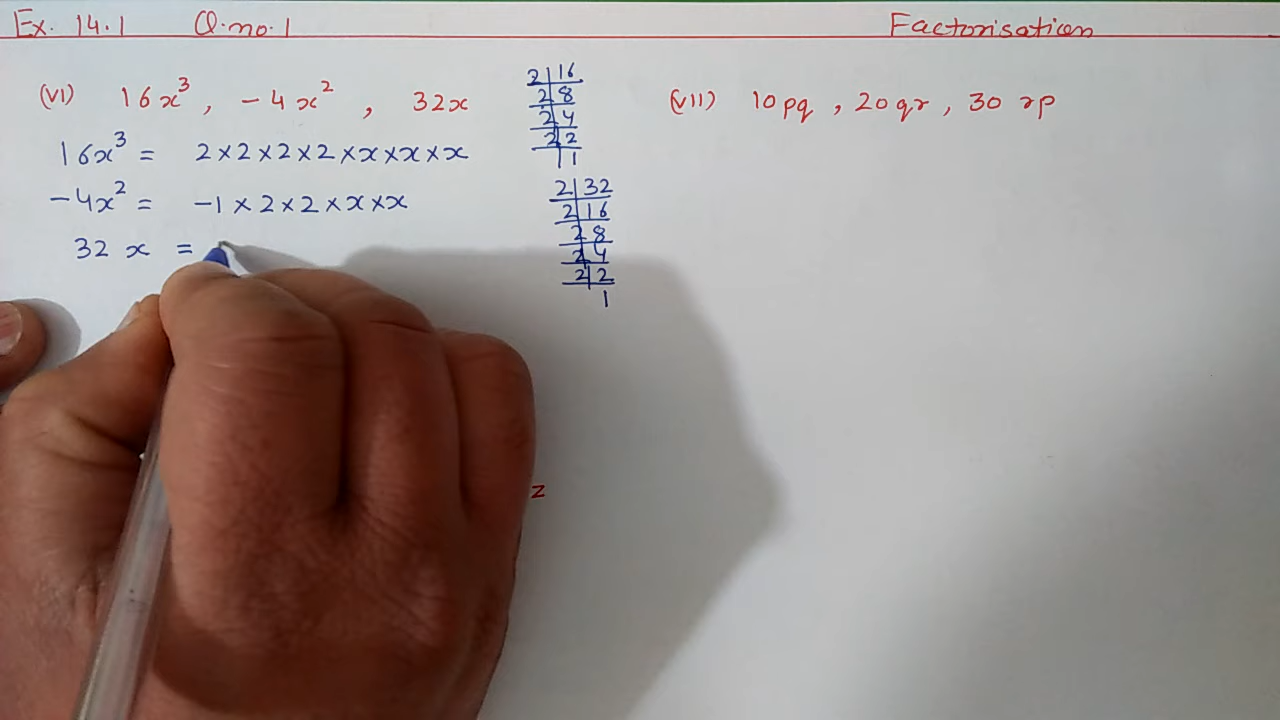 Ex. 14.1 Q.no.1 Factorisation
(VI) 16x³, -4x², 32x
16x³ = 2×2×2×2×x×x×x
-4x² = -1×2×2×x×x
32 x =
2|16
2|8
2|4
2|2
|1
2|32
2|16
2|8
2|4
2|2
1
z
(VII) 10pq, 20qr, 30 rp